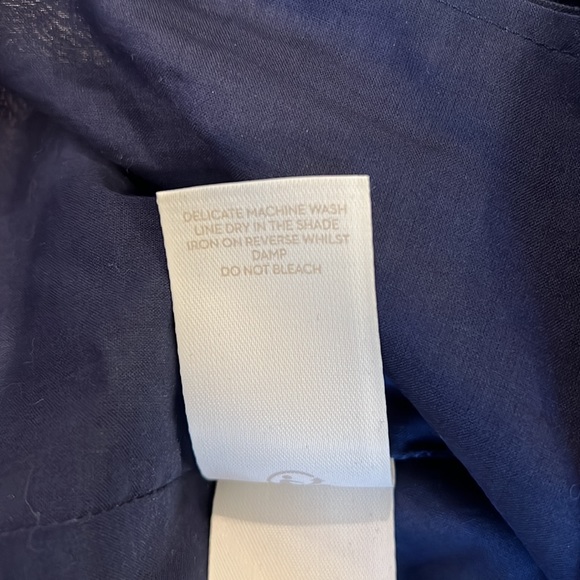 DELICATE MACHINE WASH
LINE DRY IN THE SHADE
IRON ON REVERSE WHILST
DAMP
DO NOT BLEACH